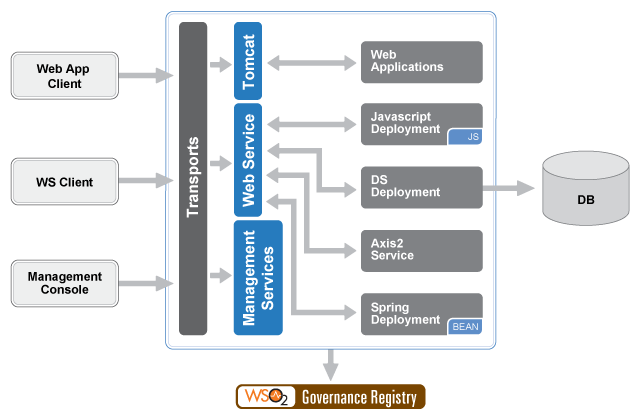 Web App
Client
WS Client
Management
Console
Transports
Tomcat
Web Service
Management
Services
Web
Applications
Javascript
Deployment
JS
DS
Deployment
Axis2
Service
Spring
Deployment
BEAN
DB
WSO2 Governance Registry